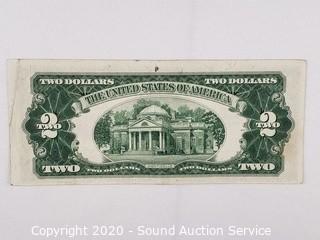 TWO DOLLARS TWO DOLLARS
THE UNITED STATES OF AMERICA
2 2
TWO TWO
TWO TWO DOLLARS MONTICELLO TWO DOLLARS TWO
Copyright 2020 - Sound Auction Service